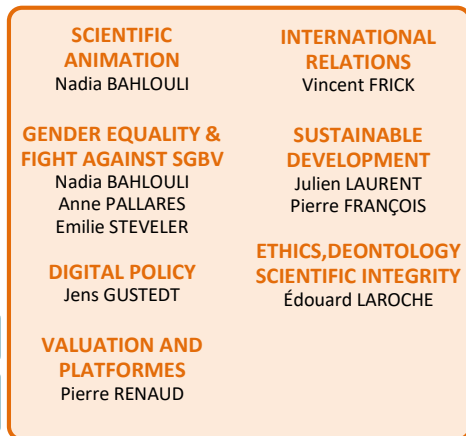 SCIENTIFIC
ANIMATION
Nadia BAHLOULI
GENDER EQUALITY &
FIGHT AGAINST SGBV
Nadia BAHLOULI
Anne PALLARES
Emilie STEVELER
DIGITAL POLICY
Jens GUSTEDT
VALUATION AND
PLATFORMES
Pierre RENAUD
INTERNATIONAL
RELATIONS
Vincent FRICK
SUSTAINABLE
DEVELOPMENT
Julien LAURENT
Pierre FRANÇOIS
ETHICS,DEONTOLOGY
SCIENTIFIC INTEGRITY
Édouard LAROCHE